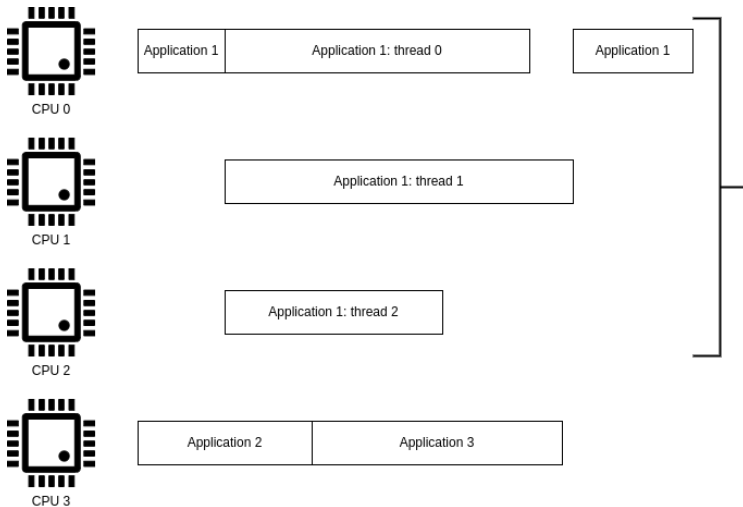 Application 1
Application 1: thread 0
Application 1
CPU 0
Application 1: thread 1
CPU 1
Application 1: thread 2
CPU 2
Application 2
Application 3
CPU 3